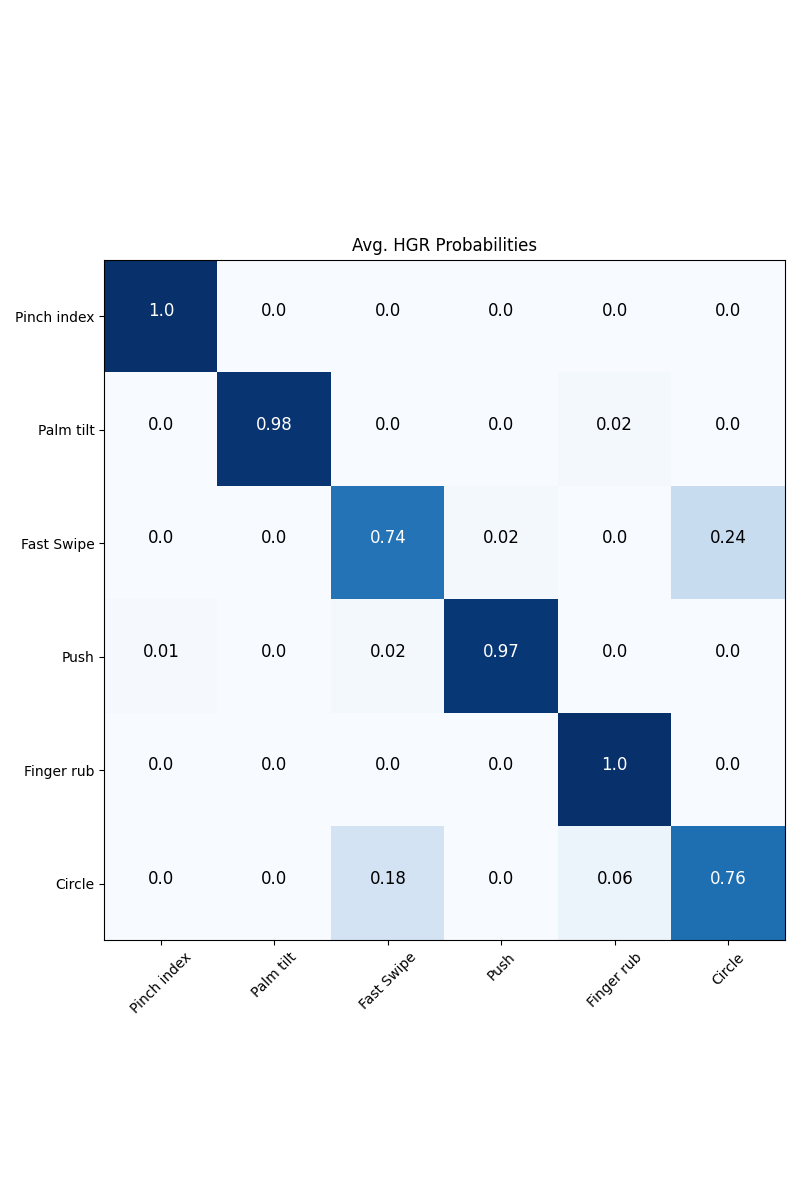 Avg. HGR Probabilities
Pinch index 1.0 0.0 0.0 0.0 0.0 0.0
Palm tilt 0.0 0.98 0.0 0.0 0.02 0.0
Fast Swipe 0.0 0.0 0.74 0.02 0.0 0.24
Push 0.01 0.0 0.02 0.97 0.0 0.0
Finger rub 0.0 0.0 0.0 0.0 1.0 0.0
Circle 0.0 0.0 0.18 0.0 0.06 0.76
Pinch index Palm tilt Fast Swipe Push Finger rub Circle